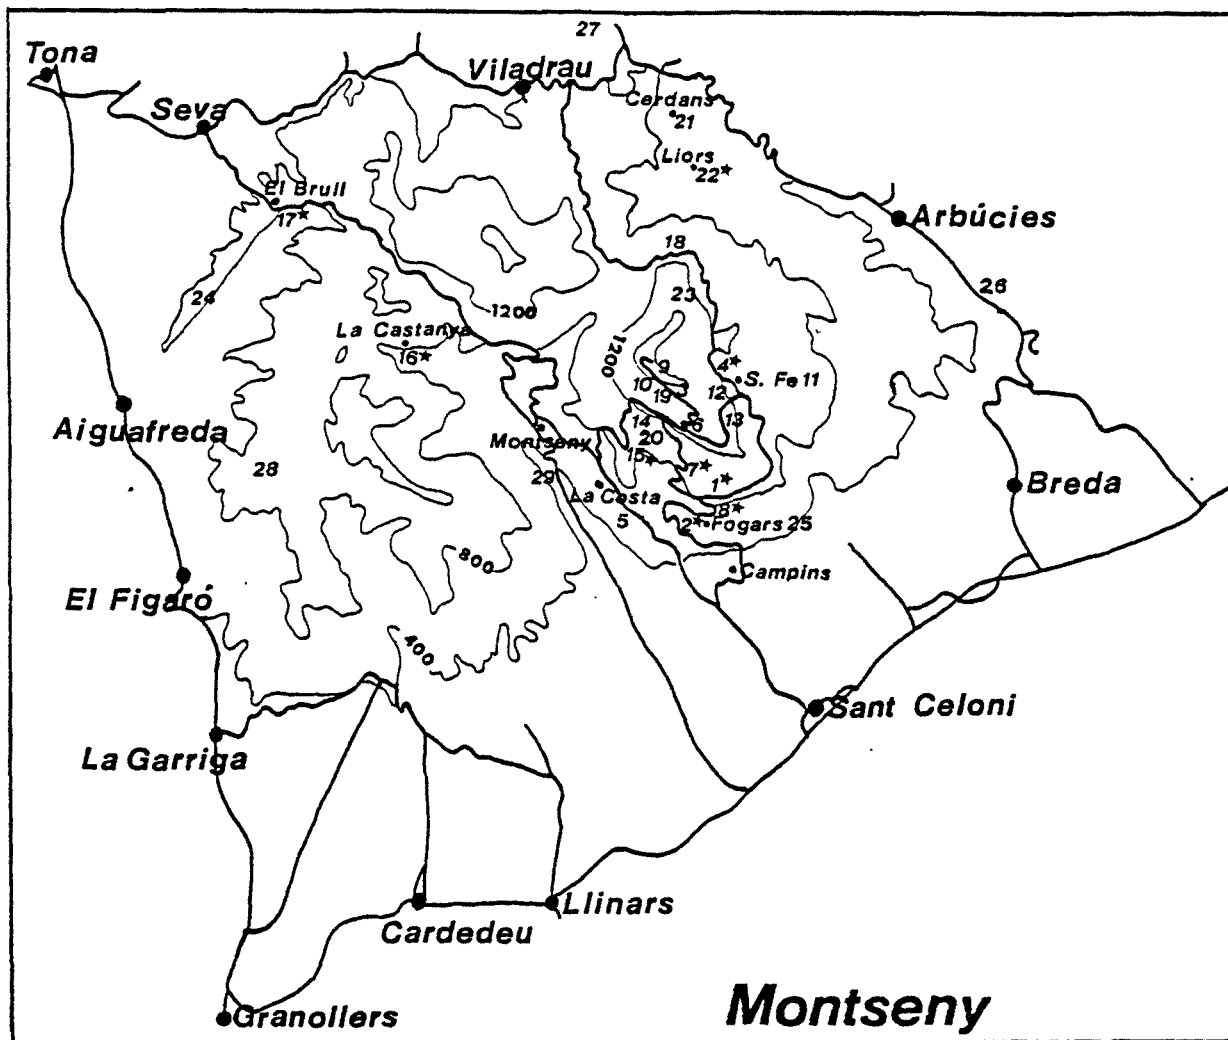 27
Tona
Viladrau
Cerdans
21
Seva
Liors
22★
El Brull
17★
Arbúcies
18
24
23
26
1200
La Castanya
16★
1200
9
4★
S. Fe 11
10
19
12
14
6
13
20
Aiguafreda
Montseny
15★
7★
28
29
1★
Breda
La Costa
8★
5
2★
Fogars 25
800
Campins
El Figaró
400
Sant Celoni
La Garriga
Llinars
Cardedeu
Granollers
Montseny